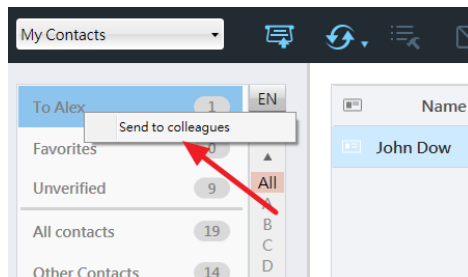 My Contacts
To Alex 1 EN
Send to colleagues
Favorites 0
Unverified 9 All
A
All contacts 19 B
C
Other Contacts 14 D
Name
John Dow